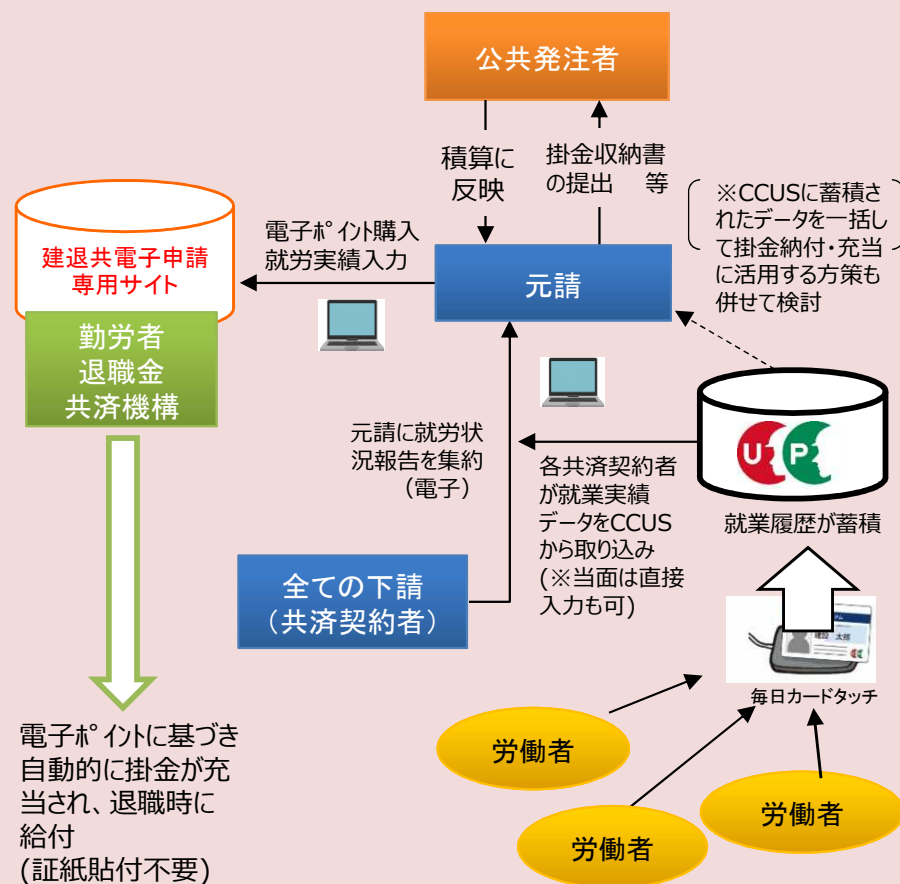 公共発注者
積算に
反映
掛金収納書
の提出　等
※CCUSに蓄積さ
れたデータを一括し
て掛金納付・充当
に活用する方策も
併せて検討
建退共電子申請
専用サイト
電子ポイント購入
就労実績入力
元請
勤労者
退職金
共済機構
元請に就労状
況報告を集約
(電子)
各共済契約者
が就業実績
データをCCUS
から取り込み
(※当面は直接
入力も可)
U P
就業履歴が蓄積
全ての下請
(共済契約者)
建設 太郎
毎日カードタッチ
労働者
労働者
労働者
電子ポイントに基づき
自動的に掛金が充
当され、退職時に
給付
(証紙貼付不要)